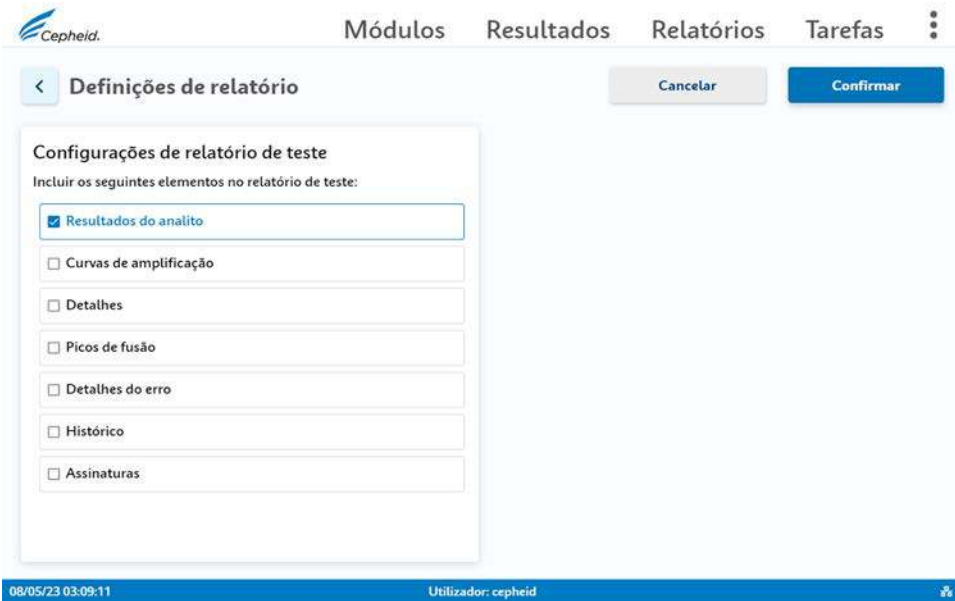 Cepheid.
Módulos Resultados Relatórios Tarefas
Definições de relatório Cancelar Confirmar
Configurações de relatório de teste
Incluir os seguintes elementos no relatório de teste:
Resultados do analito
Curvas de amplificação
Detalhes
Picos de fusão
Detalhes do erro
Histórico
Assinaturas
08/05/23 03:09:11 Utilizador: cepheid